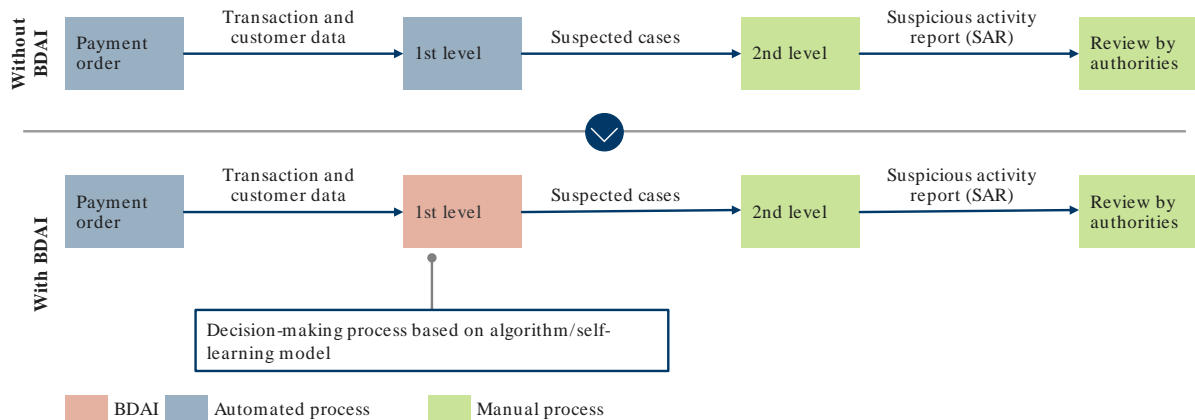 Without
BDAI
Payment
order
Transaction and
customer data
1st level
Suspected cases
2nd level
Suspicious activity
report (SAR)
Review by
authorities
With BDAI
Payment
order
Transaction and
customer data
1st level
Suspected cases
2nd level
Suspicious activity
report (SAR)
Review by
authorities
Decision-making process based on algorithm/self-
learning model
BDAI
Automated process
Manual process